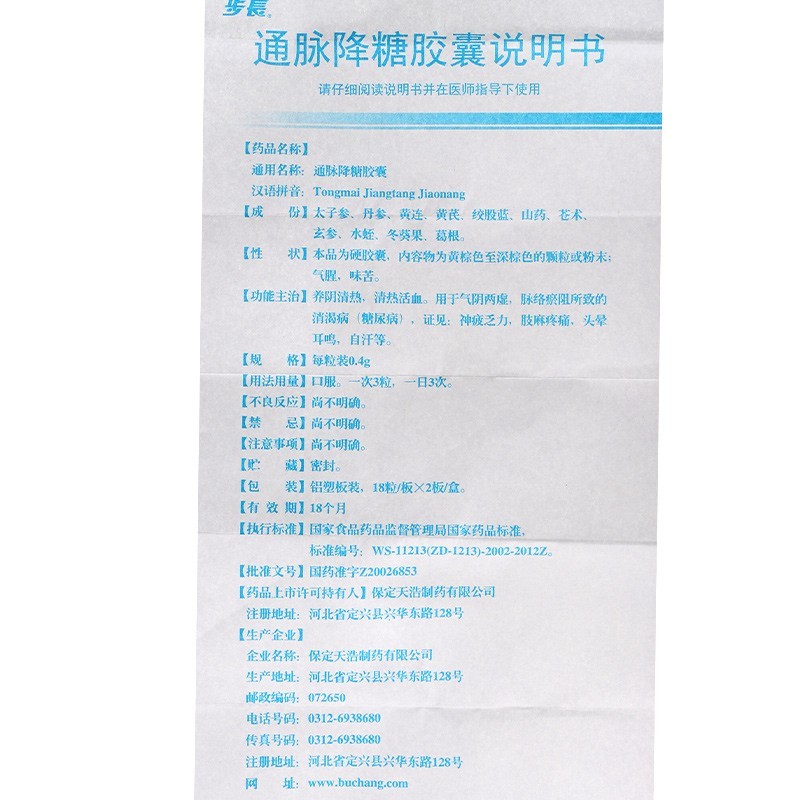 步長
通脉降糖胶囊说明书
请仔细阅读说明书并在医师指导下使用
【药品名称】
通用名称：通脉降糖胶囊
汉语拼音：Tongmai Jiangtang Jiaonang
【成 份】太子参、丹参、黄连、黄芪、绞股蓝、山药、苍术、
玄参、水蛭、冬葵果、葛根。
【性 状】本品为硬胶囊，内容物为黄棕色至深棕色的颗粒或粉末；
气腥，味苦。
【功能主治】养阴清热，清热活血。用于气阴两虚，脉络瘀阻所致的
消渴病（糖尿病），证见：神疲乏力，肢麻疼痛，头晕
耳鸣，自汗等。
【规 格】每粒装0.4g
【用法用量】口服。一次3粒，一日3次。
【不良反应】尚不明确。
【禁 忌】尚不明确。
【注意事项】尚不明确。
【贮 藏】密封。
【包 装】铝塑板装，18粒/板×2板/盒。
【有 效 期】18个月
【执行标准】国家食品药品监督管理局国家药品标准，
标准编号：WS-11213(ZD-1213)-2002-2012Z。
【批准文号】国药准字Z20026853
【药品上市许可持有人】保定天浩制药有限公司
注册地址：河北省定兴县兴华东路128号
【生产企业】
企业名称：保定天浩制药有限公司
生产地址：河北省定兴县兴华东路128号
邮政编码：072650
电话号码：0312-6938680
传真号码：0312-6938680
注册地址：河北省定兴县兴华东路128号
网 址：www.buchang.com